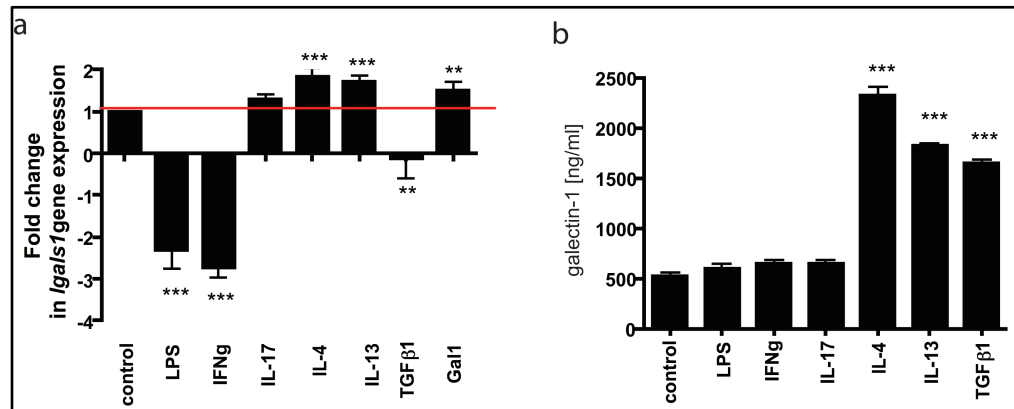 a
Fold change
in Igals1gene expression
2
1
0
-1
-2
-3
-4
***
***
***
***
**
**
control
LPS
IFNg
IL-17
IL-4
IL-13
TGFβ1
Gal1
b
galectin-1 [ng/ml]
2500
2000
1500
1000
500
0
***
***
***
control
LPS
IFNg
IL-17
IL-4
IL-13
TGFβ1